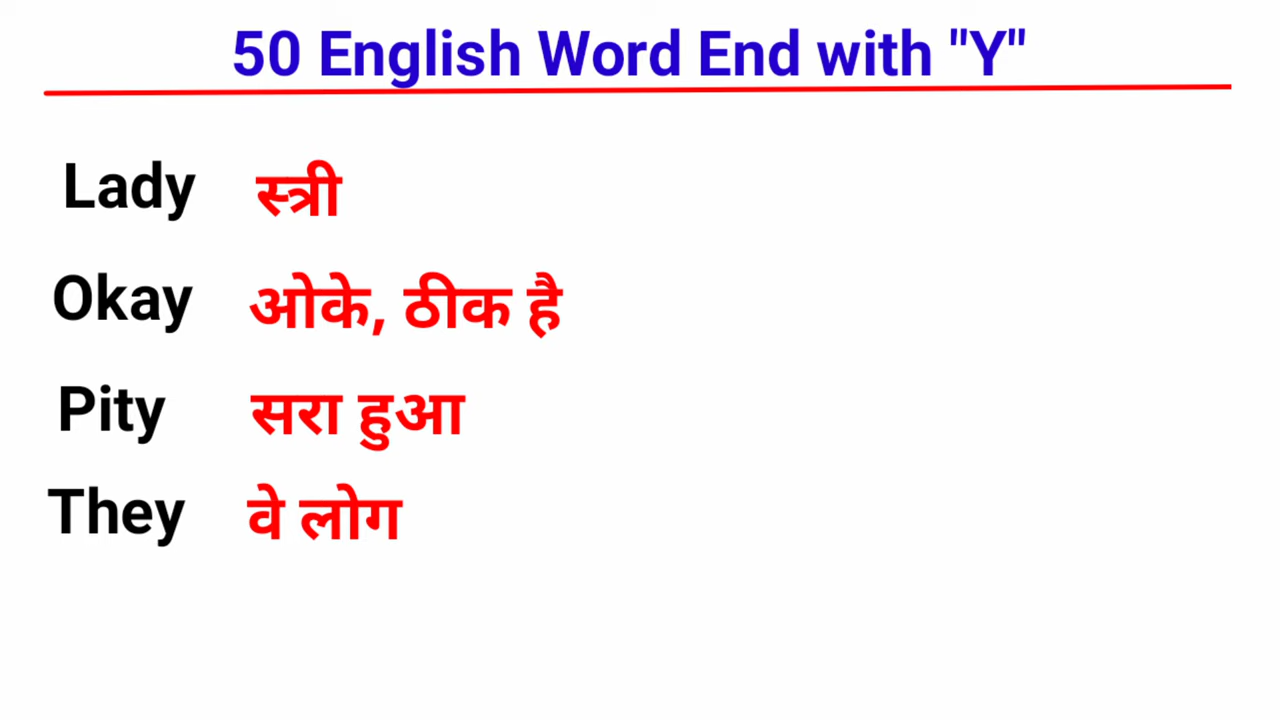 50 English Word End with "Y"
Lady स्त्री
Okay ओके, ठीक है
Pity सरा हुआ
They वे लोग